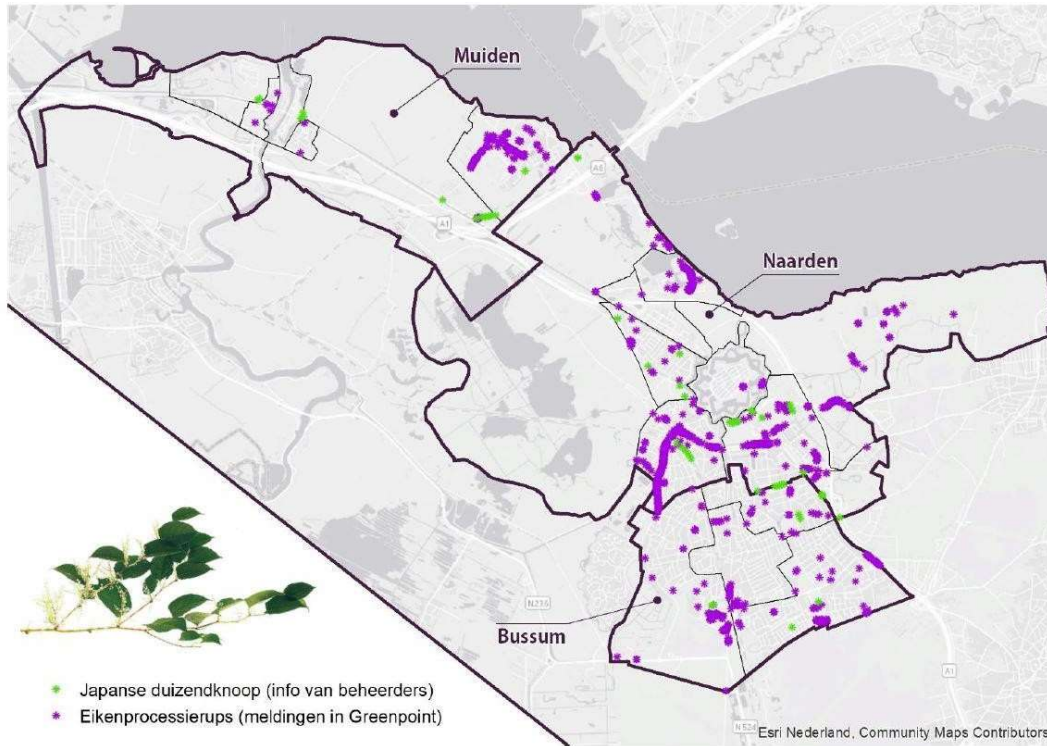 Muiden
A6
A1
Naarden
N236
Bussum
A1
N524
Japanse duizendknoop (info van beheerders)
Eikenprocessierups (meldingen in Greenpoint)
Esri Nederland, Community Maps Contributors